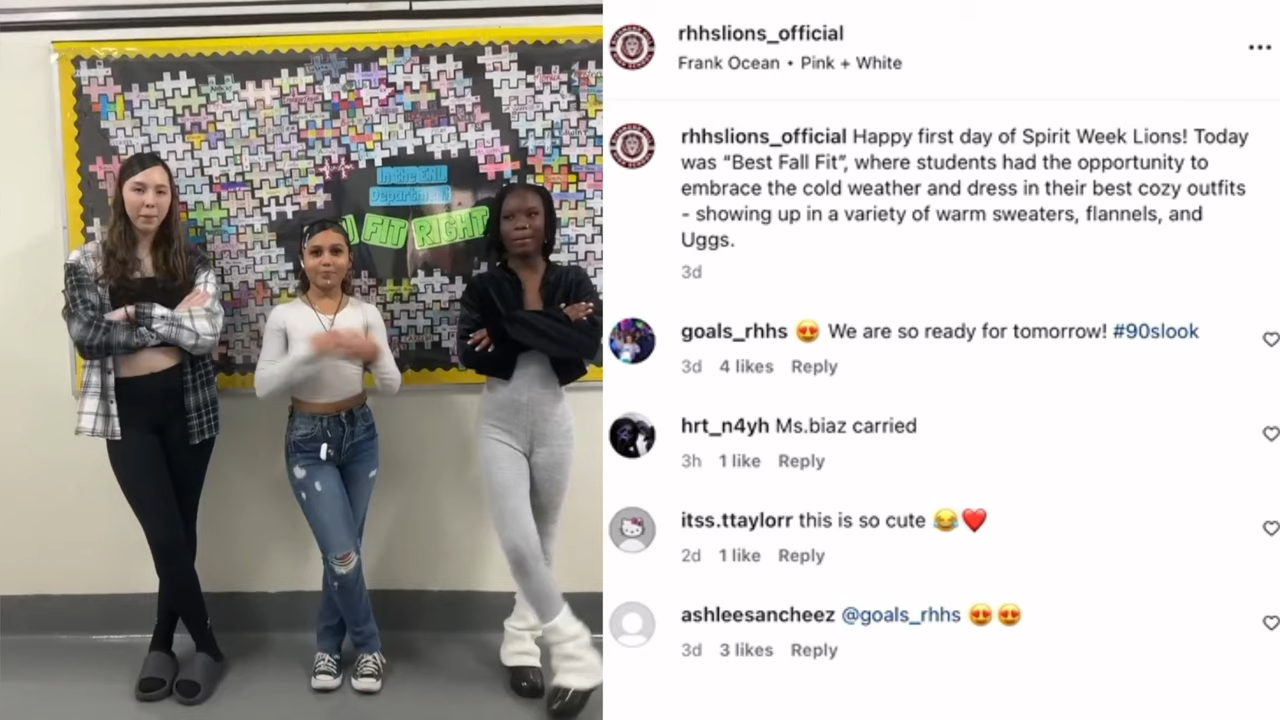 In the ENL
Department
FIT RIGHT
rhhslions_official
Frank Ocean • Pink + White
rhhslions_official Happy first day of Spirit Week Lions! Today
was “Best Fall Fit”, where students had the opportunity to
embrace the cold weather and dress in their best cozy outfits
- showing up in a variety of warm sweaters, flannels, and
Uggs.
3d
goals_rhhs 😍 We are so ready for tomorrow! #90slook
3d 4 likes Reply
hrt_n4yh Ms.biaz carried
3h 1 like Reply
itss.ttaylorr this is so cute 😂❤️
2d 1 like Reply
ashleesancheez @goals_rhhs 😍😍
3d 3 likes Reply